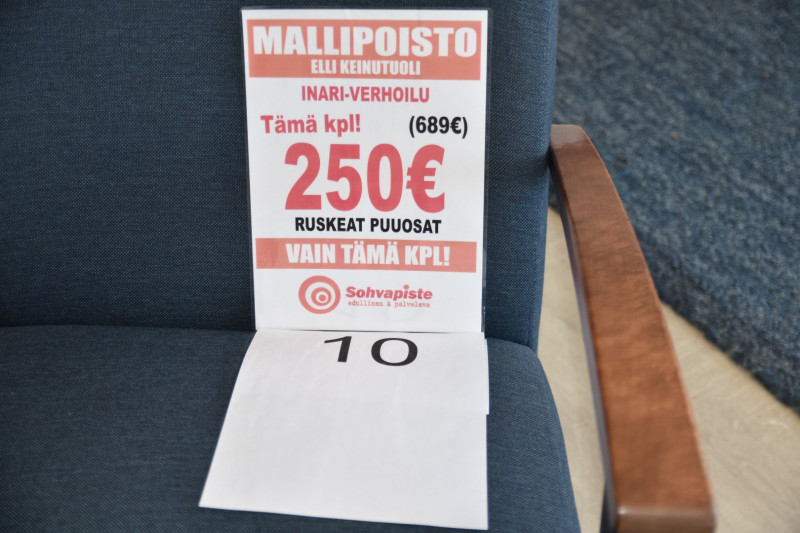 MALLIPOISTO
ELLI KEINUTUOLI
INARI-VERHOILU
Tämä kpl! (689€)
250€
RUSKEAT PUUOSAT
VAIN TÄMÄ KPL!
Sohvapiste
edullinen & palveleva
10